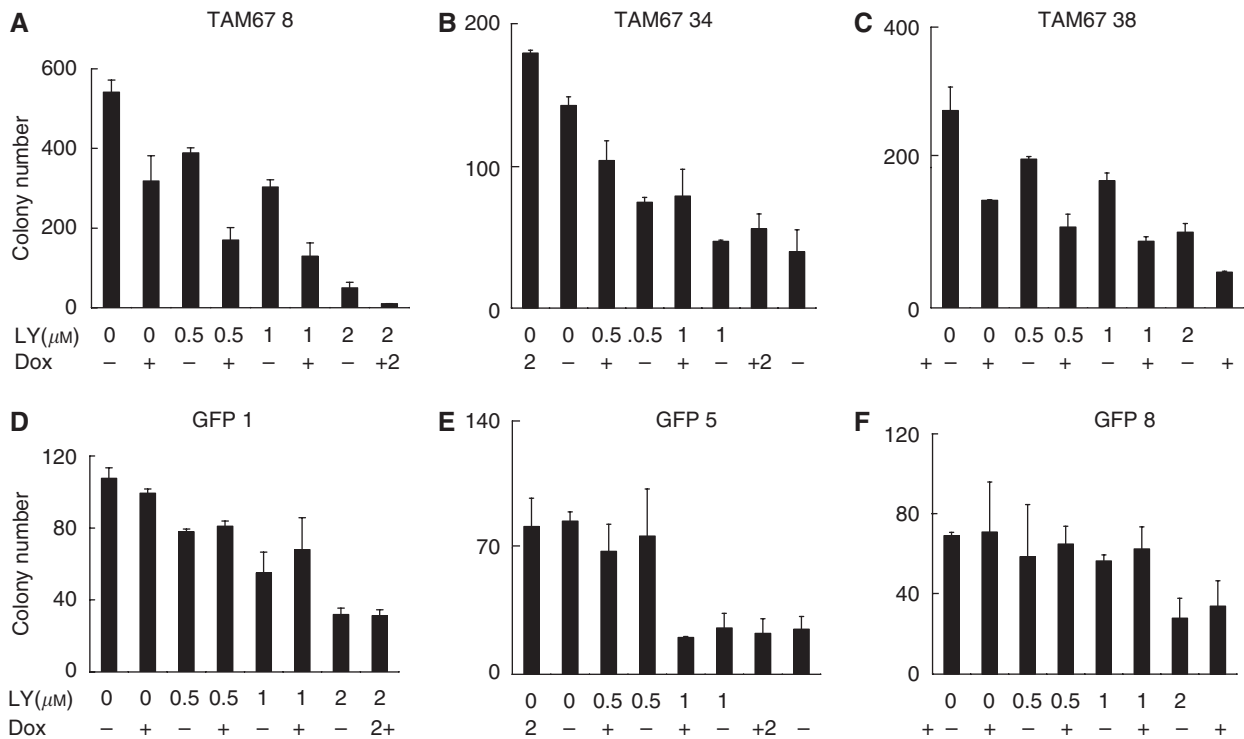 A TAM67 8
Colony number
600
400
200
0
LY(μM) 0 0 0.5 0.5 1 1 2 2
Dox – + – + – + – +2
B TAM67 34
200
100
0
0 0 0.5 .0.5 1 1
2 – + – + – +2 –
C TAM67 38
400
200
0
0 0 0.5 0.5 1 1 2
+ – + – + – + – +
D GFP 1
Colony number
120
80
40
0
LY(μM) 0 0 0.5 0.5 1 1 2 2
Dox – + – + – + – 2+
E GFP 5
140
70
0
0 0 0.5 0.5 1 1
2 – + – + – +2 –
F GFP 8
120
80
40
0
0 0 0.5 0.5 1 1 2
+ – + – + – + – +